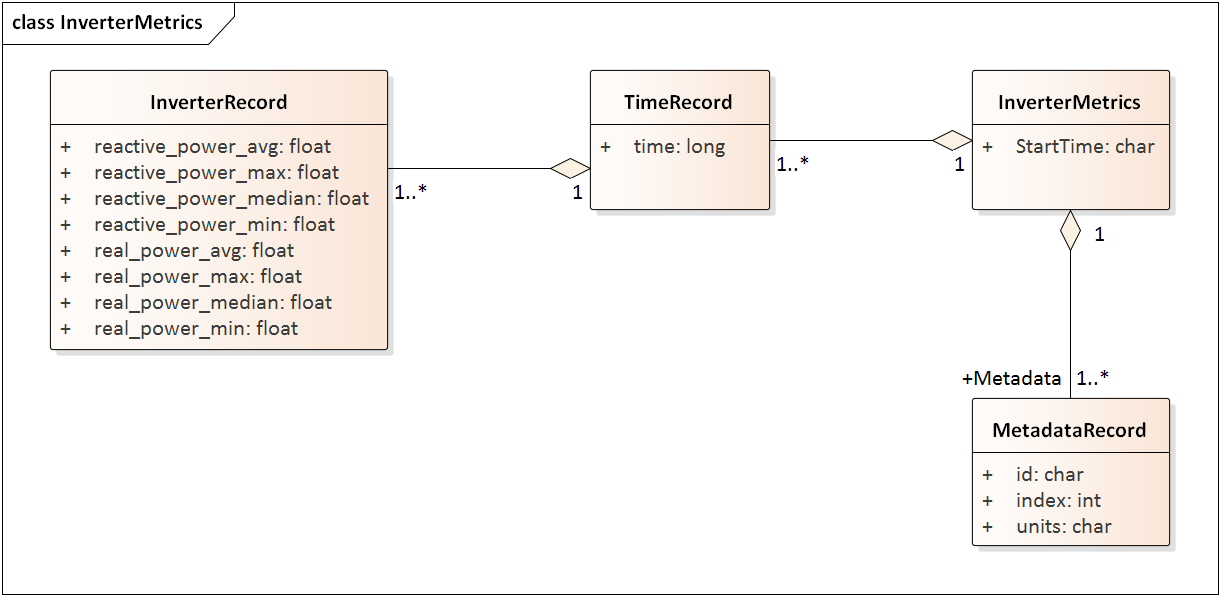 class InverterMetrics
InverterRecord
+ reactive_power_avg: float
+ reactive_power_max: float
+ reactive_power_median: float
+ reactive_power_min: float
+ real_power_avg: float
+ real_power_max: float
+ real_power_median: float
+ real_power_min: float
1..*
1
TimeRecord
+ time: long
1..*
1
InverterMetrics
+ StartTime: char
1
+Metadata 1..*
MetadataRecord
+ id: char
+ index: int
+ units: char